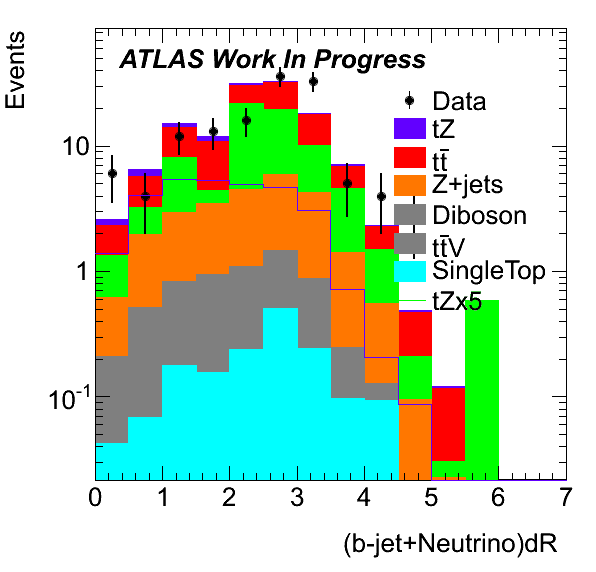 Events
ATLAS Work In Progress
Data
tZ
tt̄
Z+jets
Diboson
tt̄V
SingleTop
tZx5
10
1
10⁻¹
0 1 2 3 4 5 6 7
(b-jet+Neutrino)dR